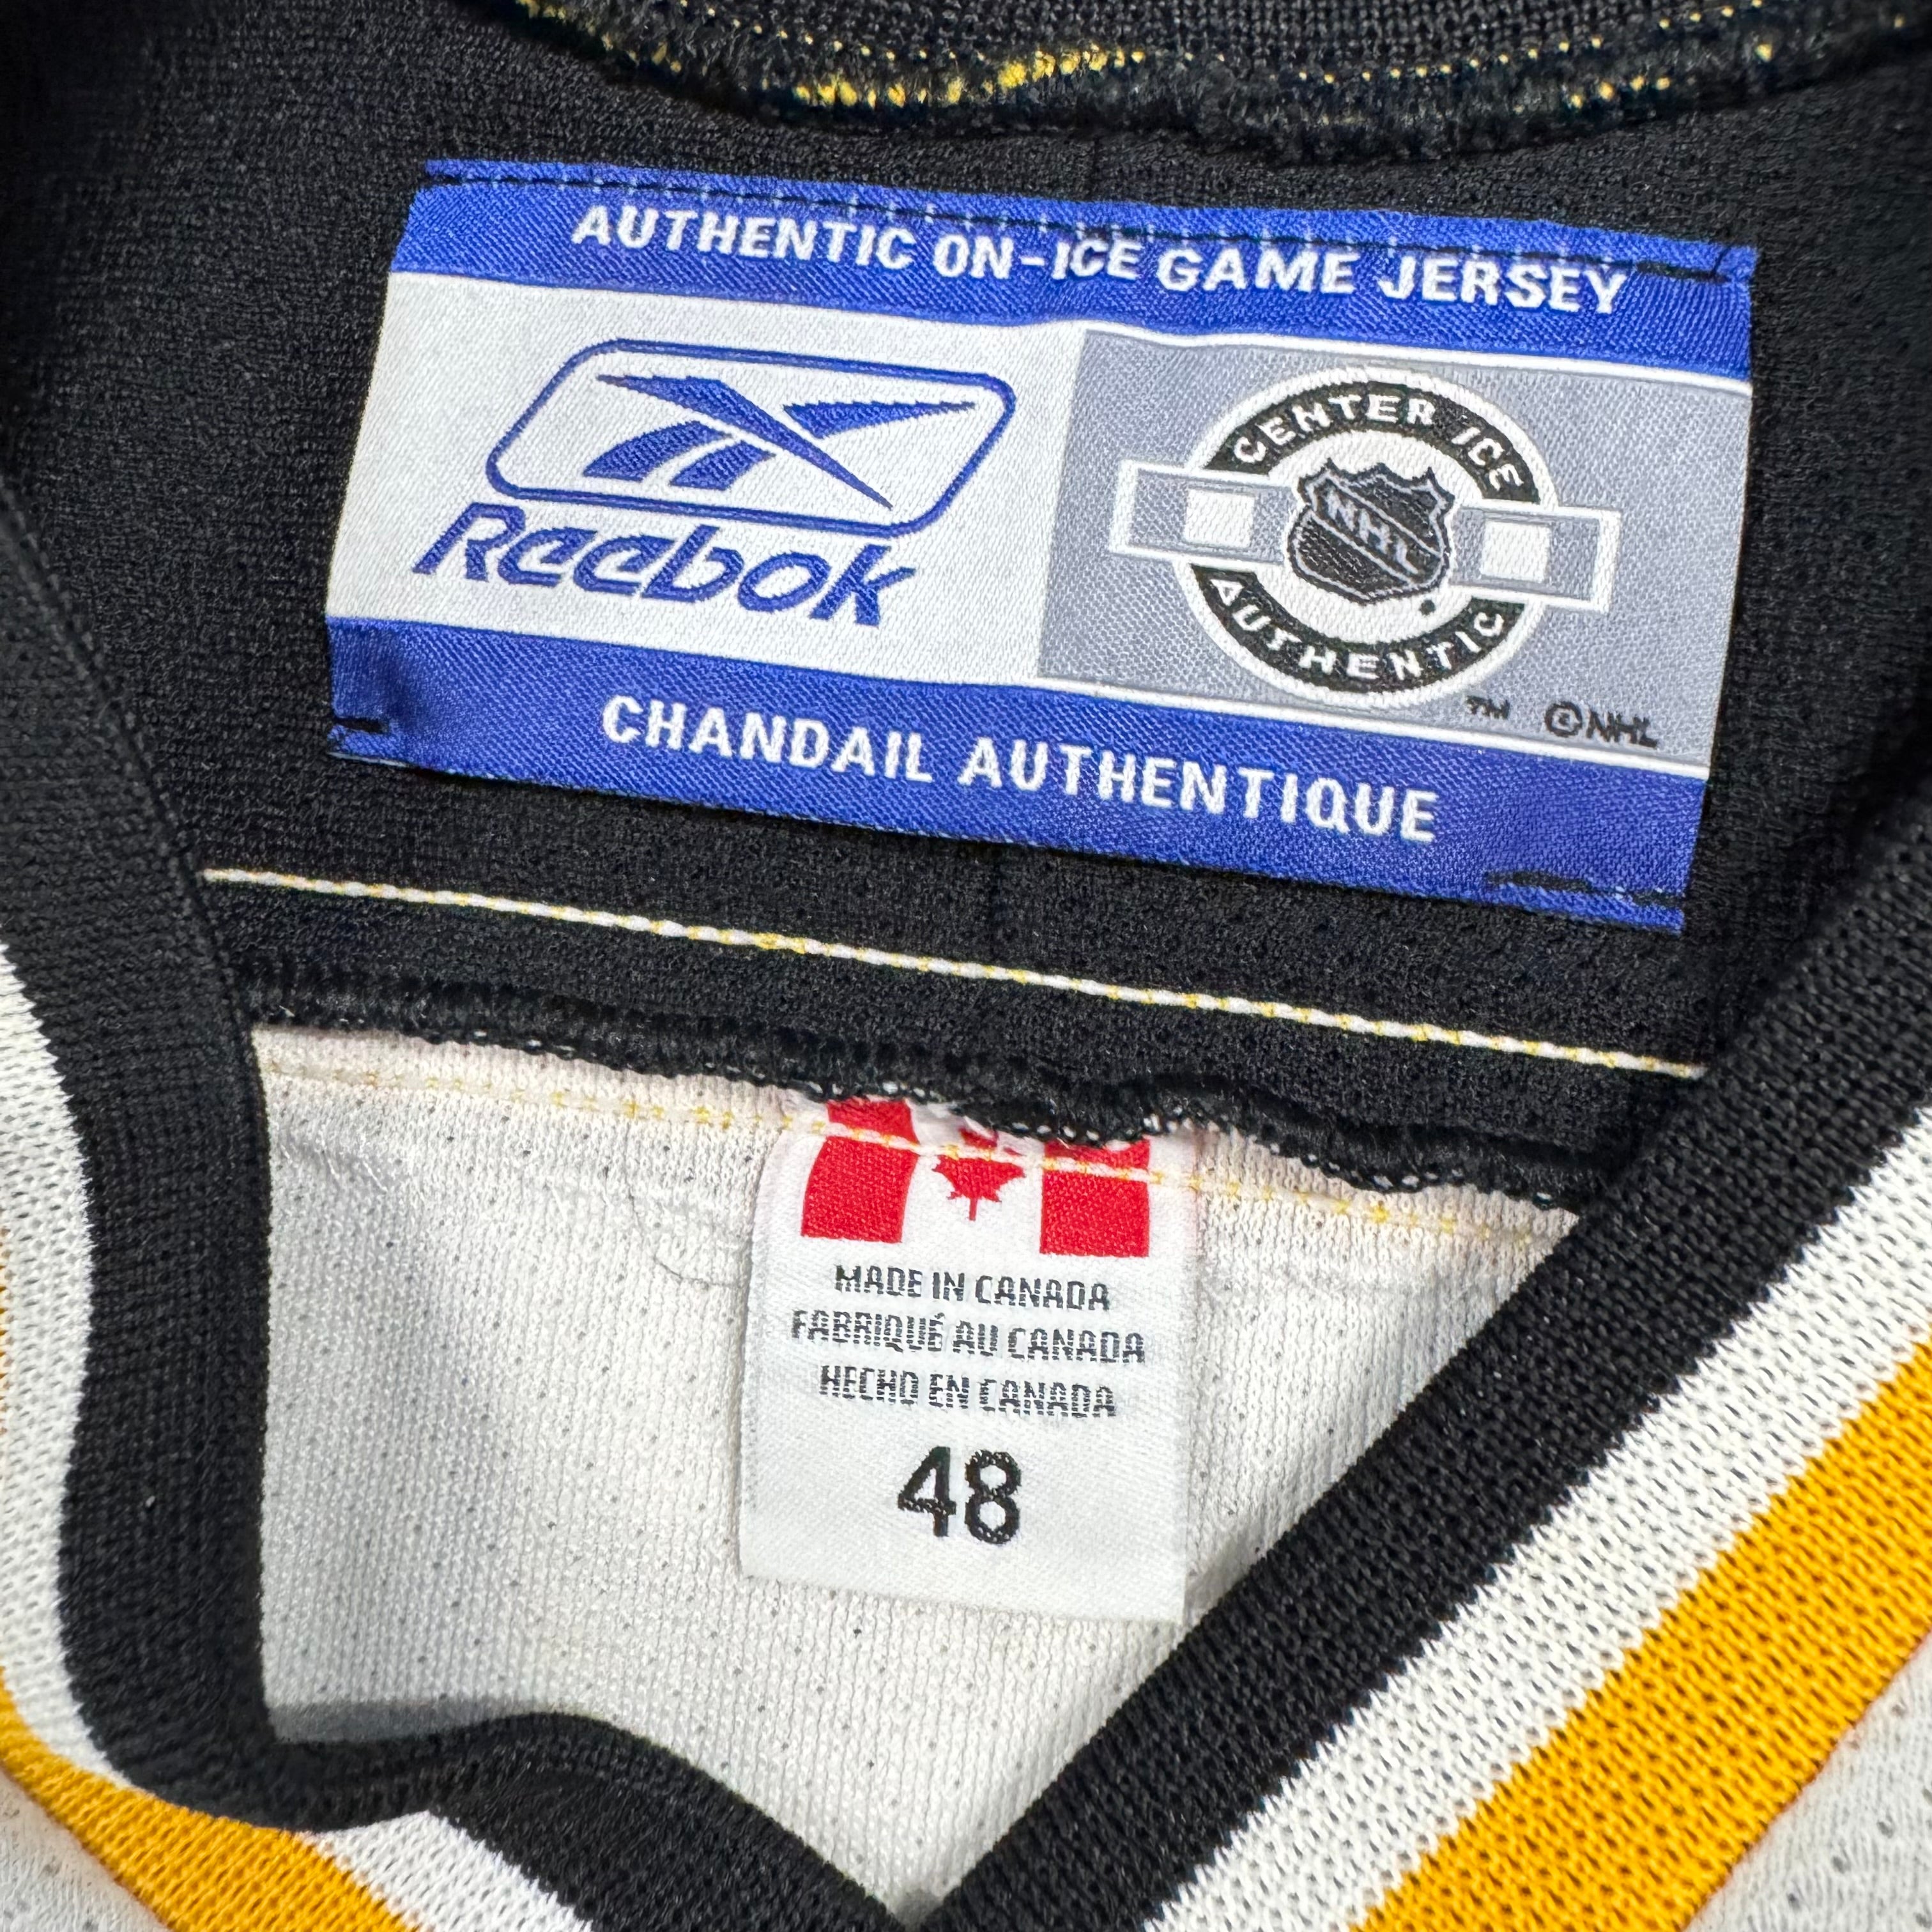 AUTHENTIC ON-ICE GAME JERSEY
Reebok
CENTER ICE
NHL
AUTHENTIC
™ ©NHL
CHANDAIL AUTHENTIQUE
MADE IN CANADA
FABRIQUÉ AU CANADA
HECHO EN CANADA
48